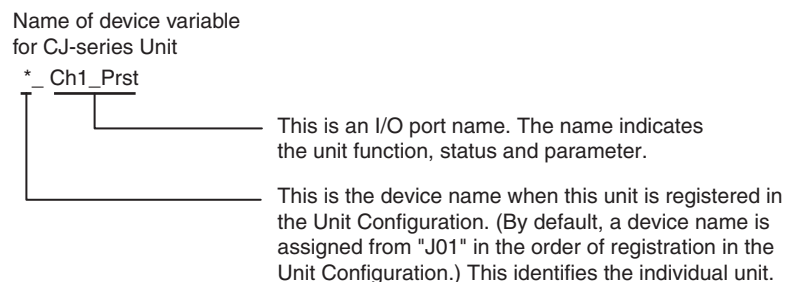 Name of device variable
for CJ-series Unit
*_ Ch1_Prst
This is an I/O port name. The name indicates
the unit function, status and parameter.
This is the device name when this unit is registered in
the Unit Configuration. (By default, a device name is
assigned from "J01" in the order of registration in the
Unit Configuration.) This identifies the individual unit.